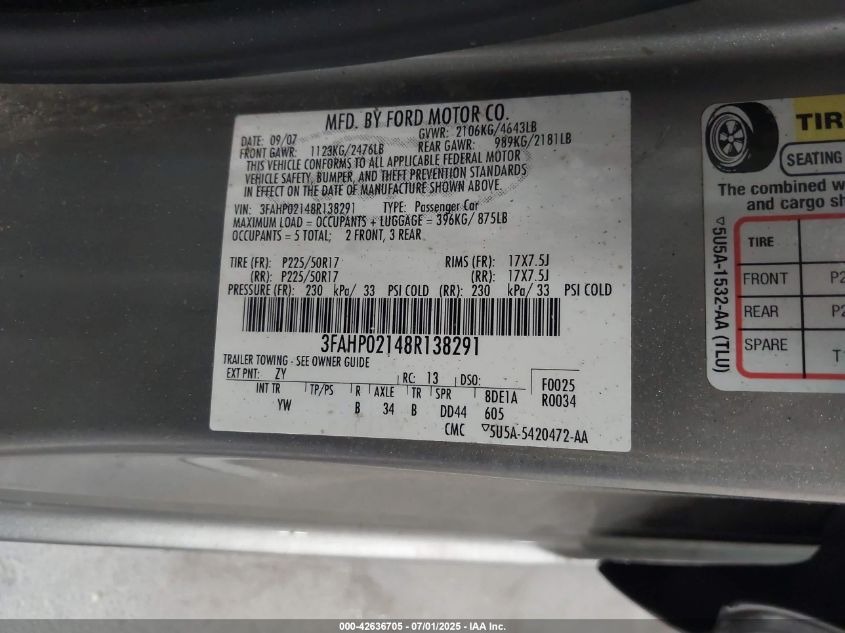 MFD. BY FORD MOTOR CO.
DATE: 09/07 GVWR: 2106KG/4643LB
FRONT GAWR: 1123KG/2476LB REAR GAWR: 989KG/2181LB
THIS VEHICLE CONFORMS TO ALL APPLICABLE FEDERAL MOTOR
VEHICLE SAFETY, BUMPER, AND THEFT PREVENTION STANDARDS
IN EFFECT ON THE DATE OF MANUFACTURE SHOWN ABOVE.
VIN: 3FAHP02148R138291 TYPE: Passenger Car
MAXIMUM LOAD = OCCUPANTS + LUGGAGE = 396KG/ 875LB
OCCUPANTS = 5 TOTAL; 2 FRONT, 3 REAR
TIRE (FR): P225/50R17 RIMS (FR): 17X7.5J
(RR): P225/50R17 (RR): 17X7.5J
PRESSURE (FR): 230 kPa/ 33 PSI COLD (RR): 230 kPa/ 33 PSI COLD
3FAHP02148R138291
TRAILER TOWING - SEE OWNER GUIDE
EXT PNT: ZY RC: 13 DSO: F0025
INT TR TP/PS R AXLE TR SPR 8DE1A R0034
YW B 34 B DD44 605
CMC ▽5U5A-5420472-AA
TIR
SEATING
The combined w
and cargo sh
TIRE
FRONT P2
REAR P2
SPARE T
▽5U5A-1532-AA (TLU)
000-42636705 - 07/01/2025 - IAA Inc.